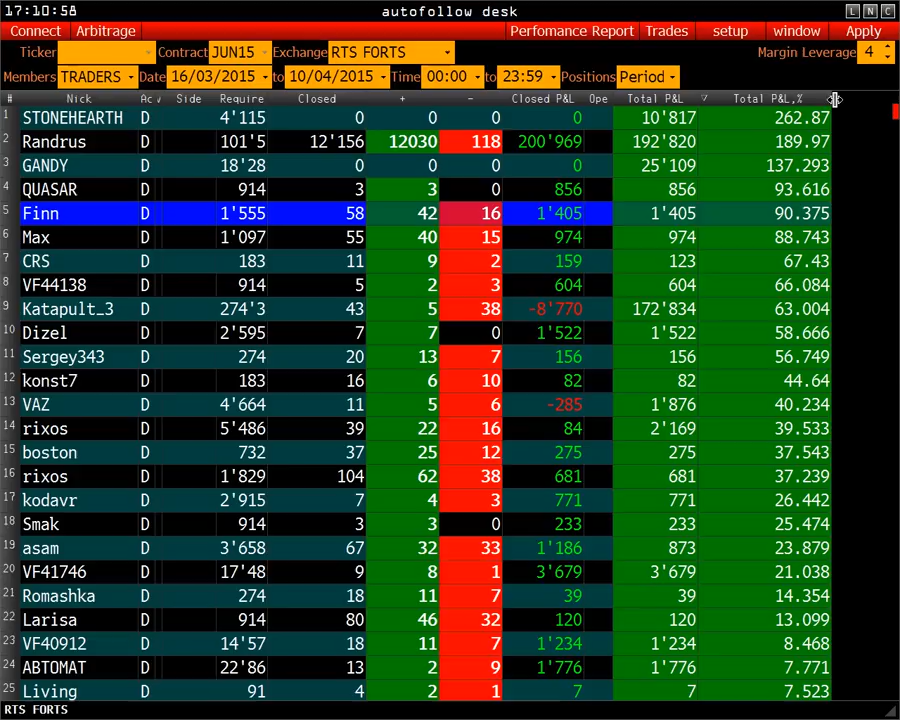 17:10:58 autofollow desk L N C
Connect Arbitrage Perfomance Report Trades setup window Apply
Ticker Contract JUN15 Exchange RTS FORTS Margin Leverage 4
Members TRADERS Date 16/03/2015 to 10/04/2015 Time 00:00 to 23:59 Positions Period
# Nick Ac Side Require Closed + - Closed P&L Ope Total P&L Total P&L,%
1 STONEHEARTH D 4'115 0 0 0 0 10'817 262.87
2 Randrus D 101'5 12'156 12030 118 200'969 192'820 189.97
3 GANDY D 18'28 0 0 0 0 25'109 137.293
4 QUASAR D 914 3 3 0 856 856 93.616
5 Finn D 1'555 58 42 16 1'405 1'405 90.375
6 Max D 1'097 55 40 15 974 974 88.743
7 CRS D 183 11 9 2 159 123 67.43
8 VF44138 D 914 5 2 3 604 604 66.084
9 Katapult_3 D 274'3 43 5 38 -8'770 172'834 63.004
10 Dizel D 2'595 7 7 0 1'522 1'522 58.666
11 Sergey343 D 274 20 13 7 156 156 56.749
12 konst7 D 183 16 6 10 82 82 44.64
13 VAZ D 4'664 11 5 6 -285 1'876 40.234
14 rixos D 5'486 39 22 16 84 2'169 39.533
15 boston D 732 37 25 12 275 275 37.543
16 rixos D 1'829 104 62 38 681 681 37.239
17 kodavr D 2'915 7 4 3 771 771 26.442
18 Smak D 914 3 3 0 233 233 25.474
19 asam D 3'658 67 32 33 1'186 873 23.879
20 VF41746 D 17'48 9 8 1 3'679 3'679 21.038
21 Romashka D 274 18 11 7 39 39 14.354
22 Larisa D 914 80 46 32 120 120 13.099
23 VF40912 D 14'57 18 11 7 1'234 1'234 8.468
24 ABTOMAT D 22'86 13 2 9 1'776 1'776 7.771
25 Living D 91 4 2 1 7 7 7.523
RTS FORTS